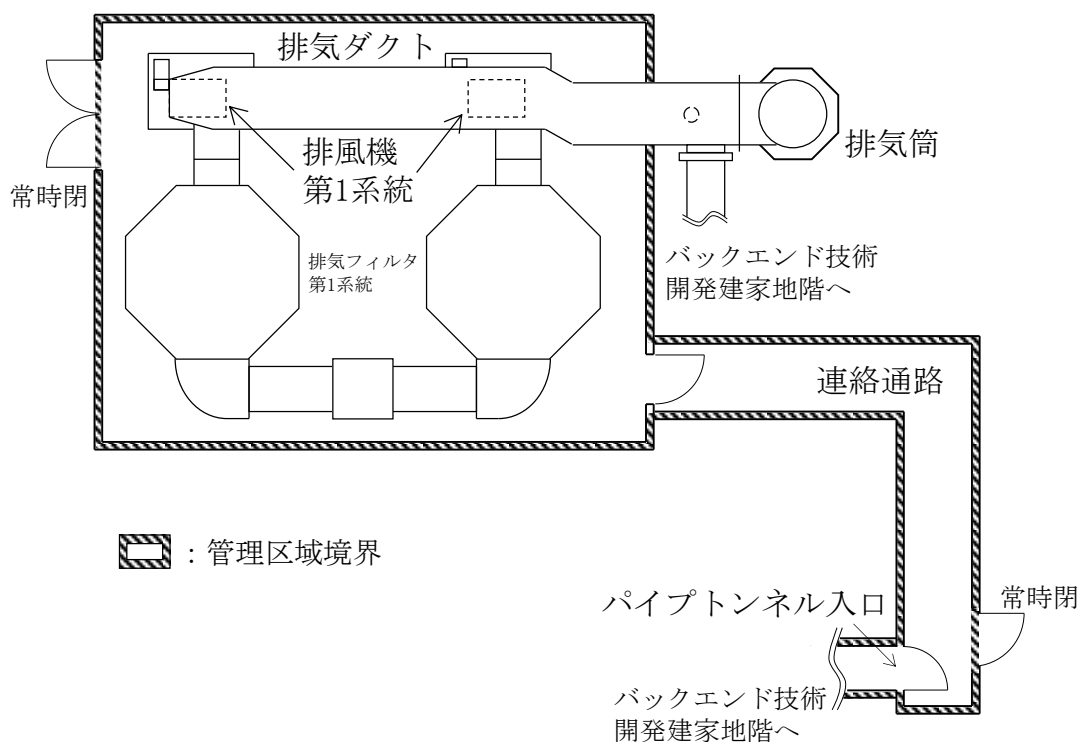 排気ダクト
排風機
第1系統
排気筒
常時閉
排気フィルタ
第1系統
バックエンド技術
開発建家地階へ
連絡通路
：管理区域境界
パイプトンネル入口
常時閉
バックエンド技術
開発建家地階へ